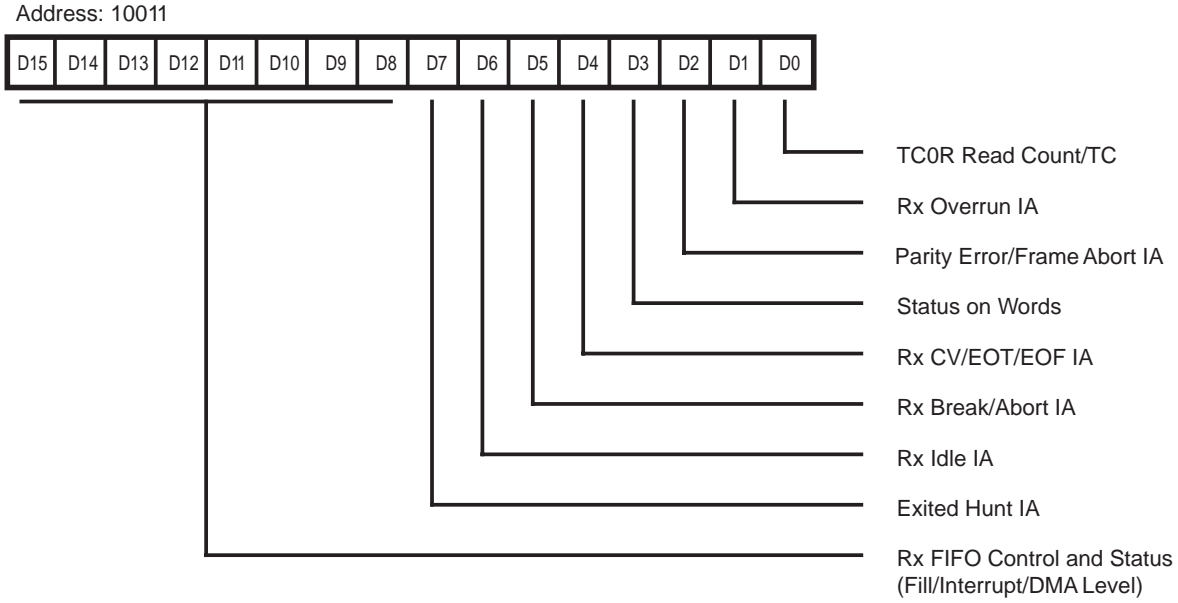 Address: 10011
D15 D14 D13 D12 D11 D10 D9 D8 D7 D6 D5 D4 D3 D2 D1 D0
TC0R Read Count/TC
Rx Overrun IA
Parity Error/Frame Abort IA
Status on Words
Rx CV/EOT/EOF IA
Rx Break/Abort IA
Rx Idle IA
Exited Hunt IA
Rx FIFO Control and Status
(Fill/Interrupt/DMA Level)